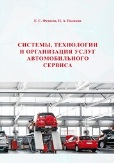 СИСТЕМЫ, ТЕХНОЛОГИИ
И ОРГАНИЗАЦИЯ УСЛУГ
АВТОМОБИЛЬНОГО
СЕРВИСА